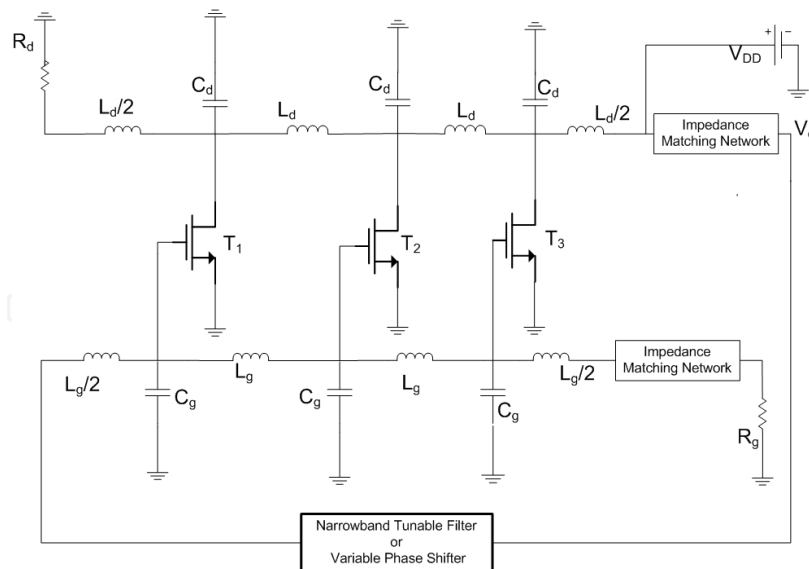 R_d
C_d
C_d
C_d
+ -
V_DD
L_d/2
L_d
L_d
L_d/2
Impedance
Matching Network
T_1
T_2
T_3
L_g/2
L_g
L_g
L_g/2
Impedance
Matching Network
C_g
C_g
C_g
R_g
Narrowband Tunable Filter
or
Variable Phase Shifter